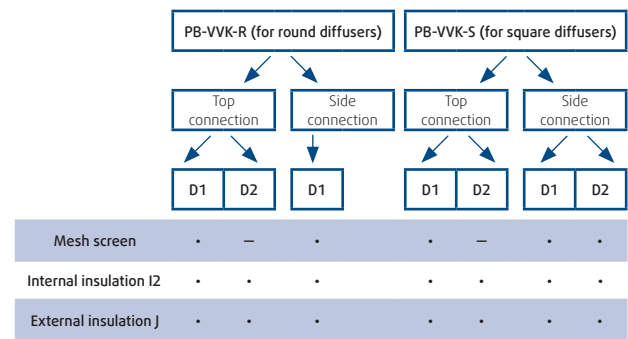 PB-VVK-R (for round diffusers) PB-VVK-S (for square diffusers)
Top connection Side connection Top connection Side connection
D1 D2 D1 D1 D2 D1 D2
Mesh screen • – • • – • •
Internal insulation I2 • • • • • • •
External insulation J • • • • • • •